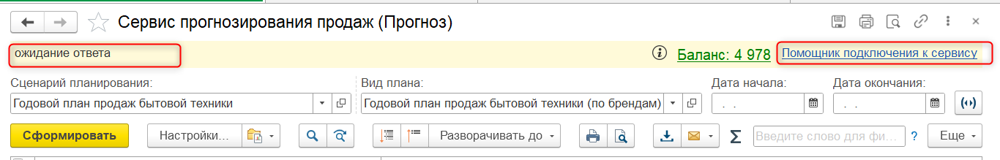 Сервис прогнозирования продаж (Прогноз)
ожидание ответа
Баланс: 4 978 Помощник подключения к сервису
Сценарий планирования: Вид плана: Дата начала: Дата окончания:
Годовой план продаж бытовой техники Годовой план продаж бытовой техники (по брендам) . . . .
Сформировать Настройки... Разворачивать до Σ Введите слово для фи... ? Еще